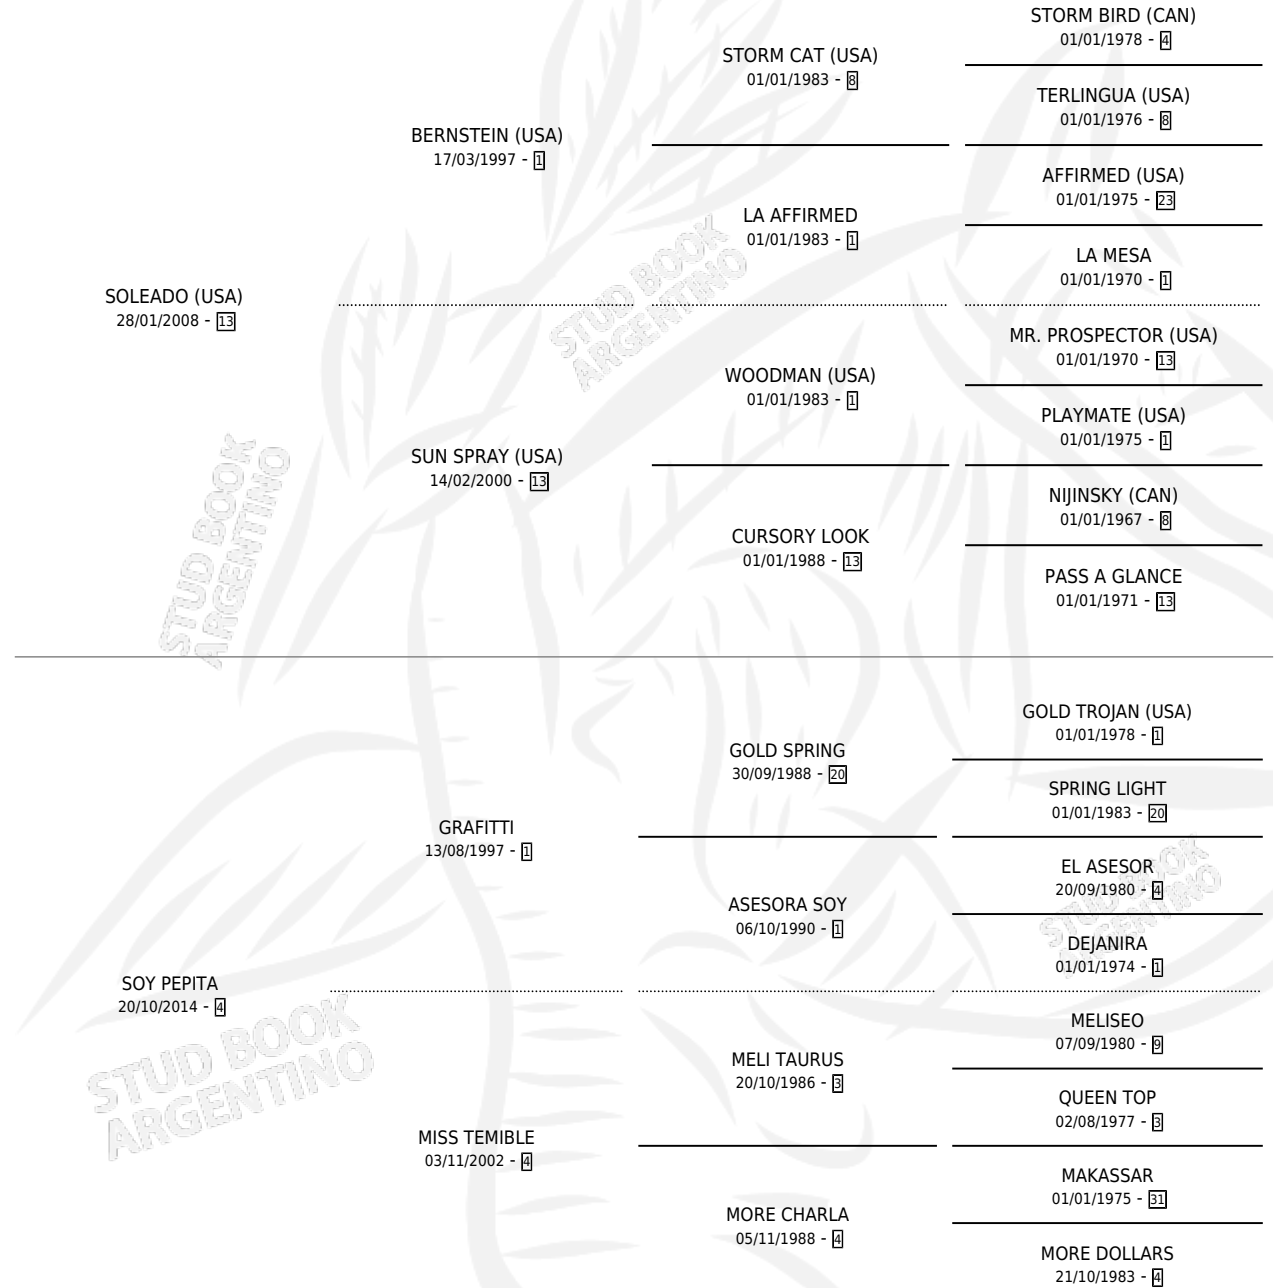 STORM BIRD (CAN)
01/01/1978 - 4
STORM CAT (USA)
01/01/1983 - 8
TERLINGUA (USA)
01/01/1976 - 8
BERNSTEIN (USA)
17/03/1997 - 1
AFFIRMED (USA)
01/01/1975 - 23
LA AFFIRMED
01/01/1983 - 1
LA MESA
01/01/1970 - 1
SOLEADO (USA)
28/01/2008 - 13
STUD BOOK
ARGENTINO
MR. PROSPECTOR (USA)
01/01/1970 - 13
WOODMAN (USA)
01/01/1983 - 1
PLAYMATE (USA)
01/01/1975 - 1
SUN SPRAY (USA)
14/02/2000 - 13
NIJINSKY (CAN)
01/01/1967 - 8
CURSORY LOOK
01/01/1988 - 13
PASS A GLANCE
01/01/1971 - 13
STUD BOOK
ARGENTINO
GOLD TROJAN (USA)
01/01/1978 - 1
GOLD SPRING
30/09/1988 - 20
SPRING LIGHT
01/01/1983 - 20
GRAFITTI
13/08/1997 - 1
EL ASESOR
20/09/1980 - 4
ASESORA SOY
06/10/1990 - 1
DEJANIRA
01/01/1974 - 1
STUD BOOK
ARGENTINO
SOY PEPITA
20/10/2014 - 4
MELISEO
07/09/1980 - 9
MELI TAURUS
20/10/1986 - 3
QUEEN TOP
02/08/1977 - 3
STUD BOOK
ARGENTINO
MISS TEMIBLE
03/11/2002 - 4
MAKASSAR
01/01/1975 - 31
MORE CHARLA
05/11/1988 - 4
MORE DOLLARS
21/10/1983 - 4